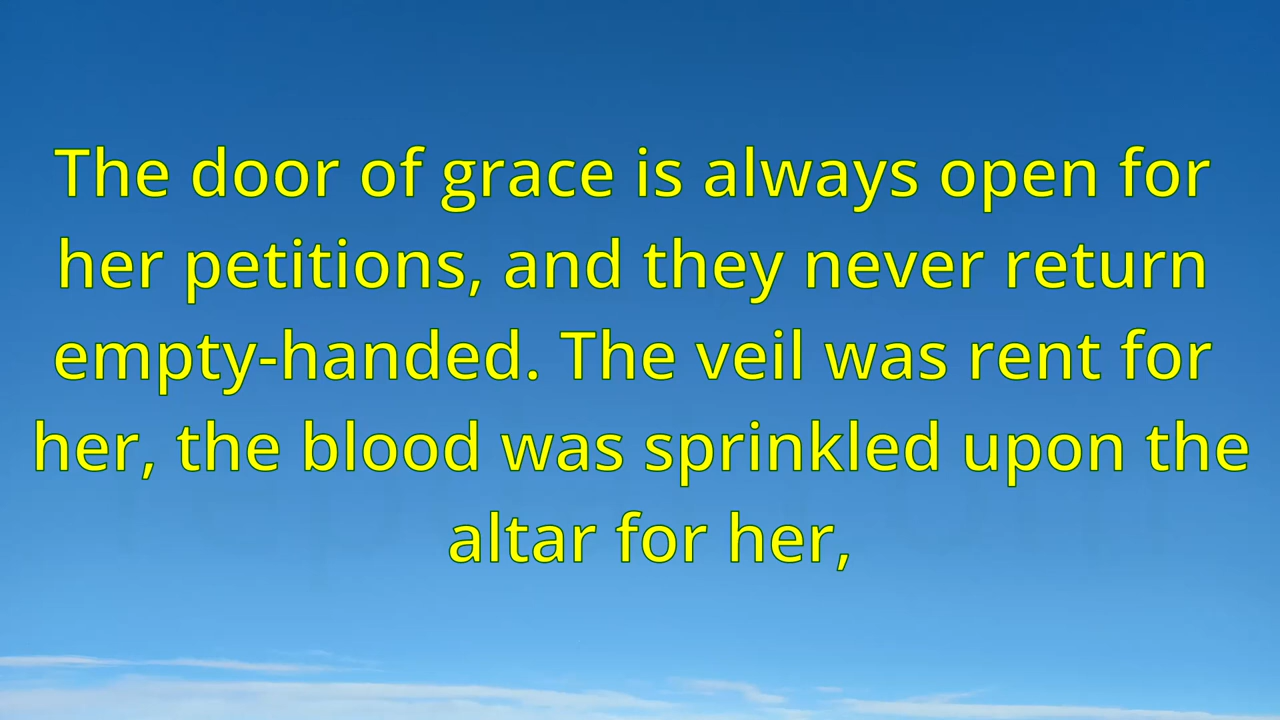 The door of grace is always open for
her petitions, and they never return
empty-handed. The veil was rent for
her, the blood was sprinkled upon the
altar for her,